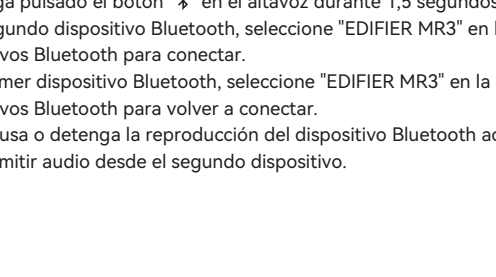 ga pulsado el botón en el altavoz durante 1,5 segundos
gundo dispositivo Bluetooth, seleccione "EDIFIER MR3" en l
vos Bluetooth para conectar.
mer dispositivo Bluetooth, seleccione "EDIFIER MR3" en la
vos Bluetooth para volver a conectar.
usa o detenga la reproducción del dispositivo Bluetooth ac
mitir audio desde el segundo dispositivo.